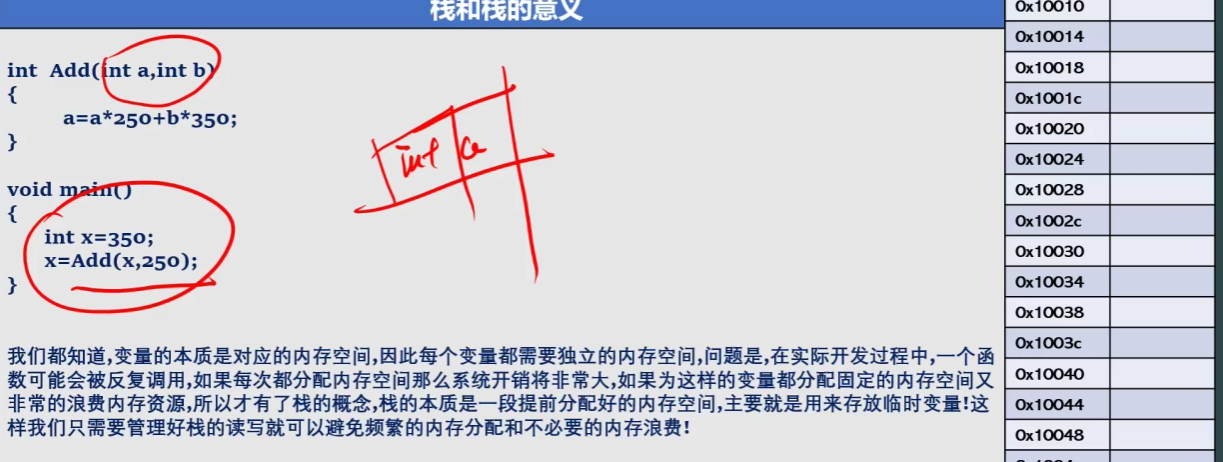 栈和栈的意义
int Add(int a,int b)
{
a=a*250+b*350;
}
void main()
{
int x=350;
x=Add(x,250);
}
int a
我们都知道,变量的本质是对应的内存空间,因此每个变量都需要独立的内存空间,问题是,在实际开发过程中,一个函
数可能会被反复调用,如果每次都分配内存空间那么系统开销将非常大,如果为这样的变量都分配固定的内存空间又
非常的浪费内存资源,所以才有了栈的概念,栈的本质是一段提前分配好的内存空间,主要就是用来存放临时变量!这
样我们只需要管理好栈的读写就可以避免频繁的内存分配和不必要的内存浪费!
0x10010
0x10014
0x10018
0x1001c
0x10020
0x10024
0x10028
0x1002c
0x10030
0x10034
0x10038
0x1003c
0x10040
0x10044
0x10048